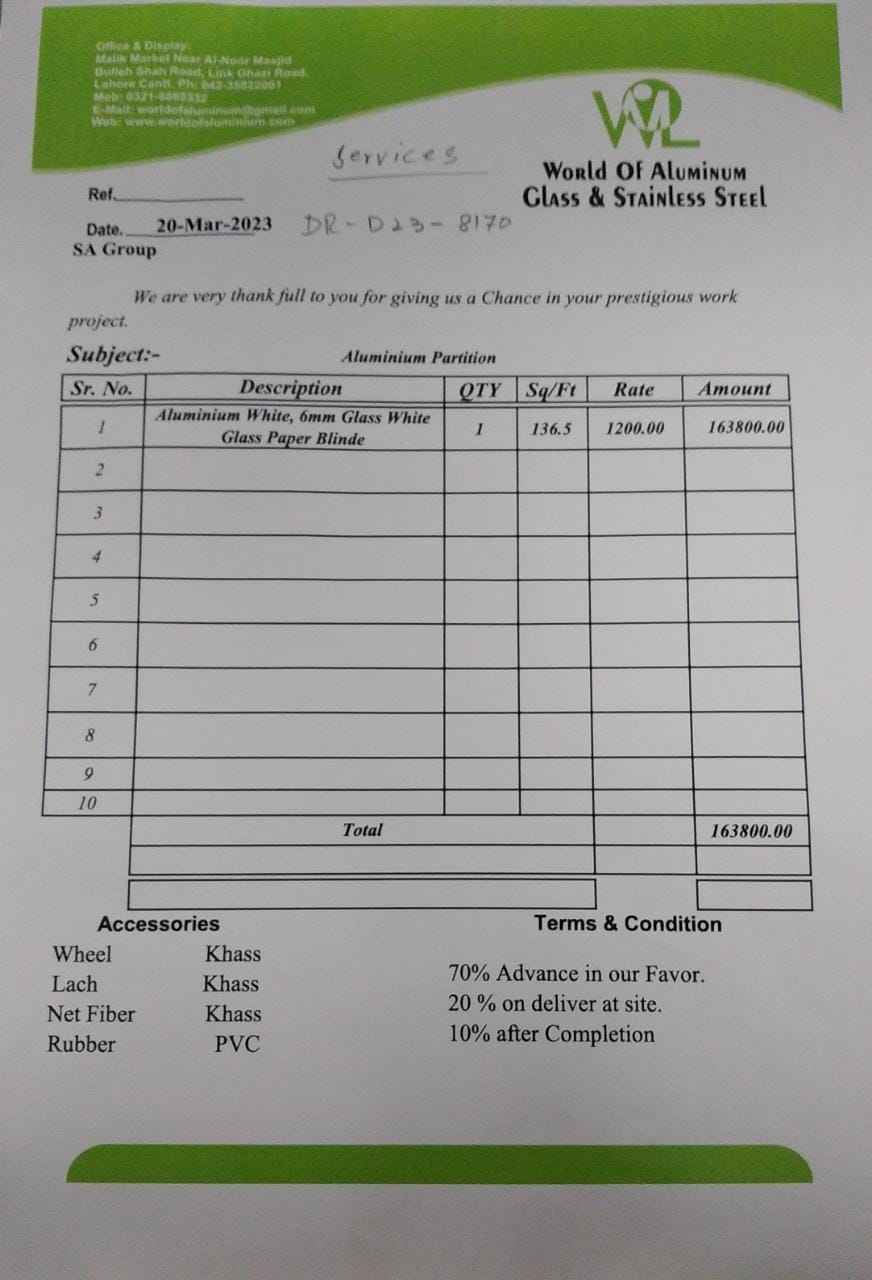 Office & Display:
Malik Market Near Al-Noor Masjid
Bulleh Shah Road, Link Ghazi Road,
Lahore Cantt. Ph: 042-35822001
Mob: 0321-8885332
E-Mail: worldofaluminum@gmail.com
Web: www.worldofaluminium.com
WOL
World Of Aluminum
Glass & Stainless Steel
Services
Ref.
Date. 20-Mar-2023 DR-D23-8170
SA Group
We are very thank full to you for giving us a Chance in your prestigious work
project.
Subject:- Aluminium Partition
Sr. No. Description QTY Sq/Ft Rate Amount
1 Aluminium White, 6mm Glass White Glass Paper Blinde 1 136.5 1200.00 163800.00
2
3
4
5
6
7
8
9
10
Total 163800.00
Accessories Terms & Condition
Wheel Khass
Lach Khass
Net Fiber Khass
Rubber PVC
70% Advance in our Favor.
20 % on deliver at site.
10% after Completion